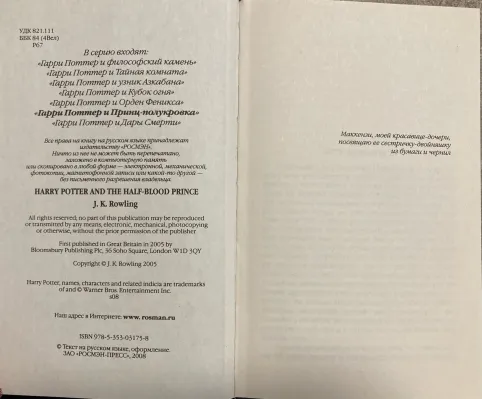 УДК 821.111
ББК 84 (4Вел)
Р67
В серию входят:
«Гарри Поттер и философский камень»
«Гарри Поттер и Тайная комната»
«Гарри Поттер и узник Азкабана»
«Гарри Поттер и Кубок огня»
«Гарри Поттер и Орден Феникса»
«Гарри Поттер и Принц-полукровка»
«Гарри Поттер и Дары Смерти»
Все права на книгу на русском языке принадлежат
издательству «РОСМЭН».
Ничто из нее не может быть перепечатано,
заложено в компьютерную память
или скопировано в любой форме — электронной, механической,
фотокопии, магнитофонной записи или какой-то другой —
без письменного разрешения владельца.
HARRY POTTER AND THE HALF-BLOOD PRINCE
J. K. Rowling
All rights reserved, no part of this publication may be reproduced
or transmitted by any means, electronic, mechanical, photocopying
or otherwise, without the prior permission of the publisher
First published in Great Britain in 2005 by
Bloomsbury Publishing Plc, 36 Soho Square, London W1D 3QY
Copyright © J. K. Rowling 2005
Harry Potter, names, characters and related indicia are trademarks
of and © Warner Bros. Entertainment Inc.
s08
Наш адрес в Интернете: www. rosman.ru
ISBN 978-5-353-03175-8
© Текст на русском языке, оформление.
ЗАО «РОСМЭН-ПРЕСС», 2008
Маккензи, моей красавице-дочери,
посвящаю ее сестричку-двойняшку
из бумаги и чернил